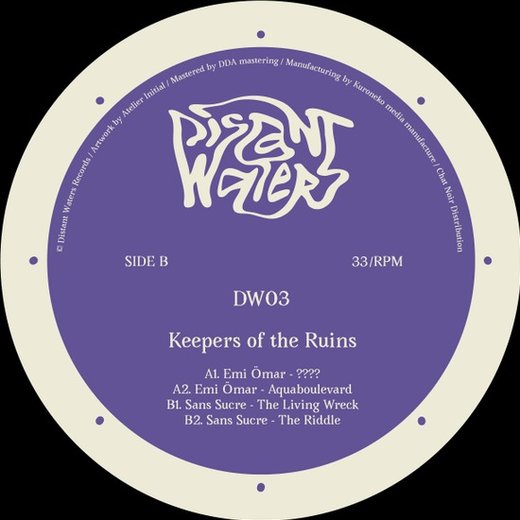 © Distant Waters Records / Artwork by Atelier Initial / Mastered by DDA mastering / Manufacturing by Kuroneko media manufacture / Chat Noir Distribution
DISTANT
WATERS
SIDE B
33/RPM
DW03
Keepers of the Ruins
A1. Emi Ömar - ????
A2. Emi Ömar - Aquaboulevard
B1. Sans Sucre - The Living Wreck
B2. Sans Sucre - The Riddle